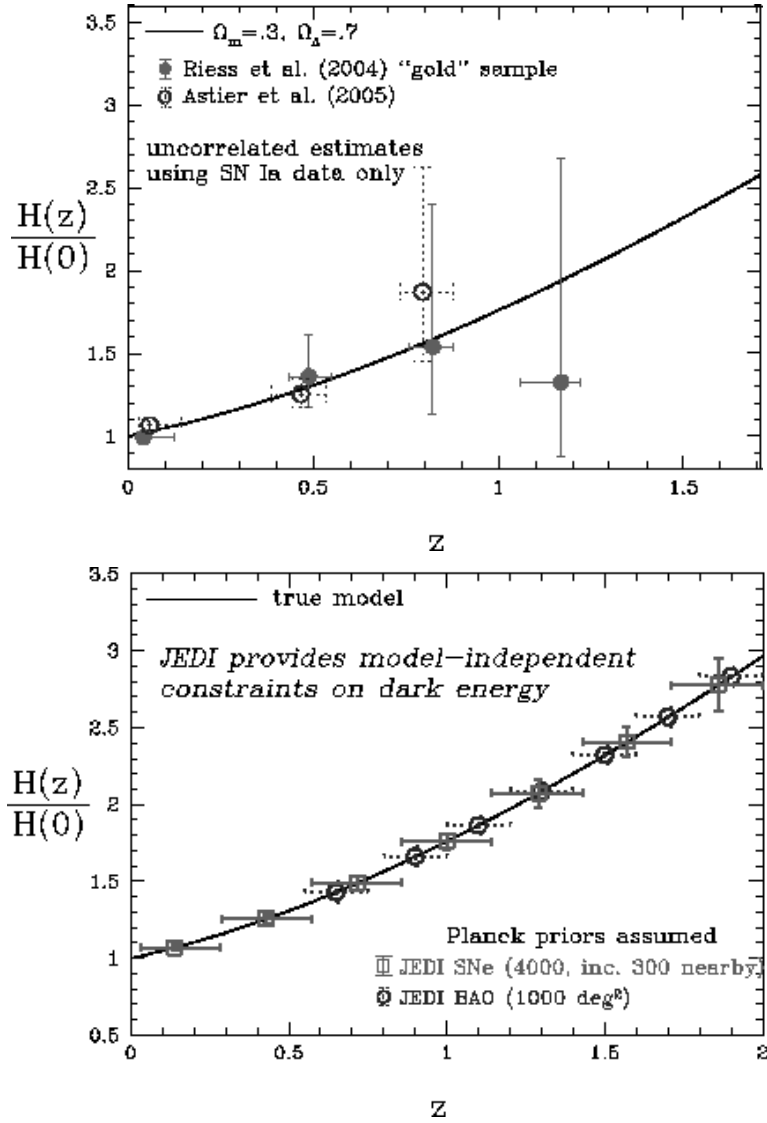 3.5
3
2.5
2
1.5
1
Ω_m=.3, Ω_Λ=.7
Riess et al. (2004) "gold" sample
Astier et al. (2005)
uncorrelated estimates
using SN Ia data only
H(z)
H(0)
0 0.5 1 1.5
z
3.5
3
2.5
2
1.5
1
0.5
true model
JEDI provides model-independent
constraints on dark energy
H(z)
H(0)
Planck priors assumed
JEDI SNe (4000, inc. 300 nearby)
JEDI BAO (1000 deg²)
0 0.5 1 1.5 2
z